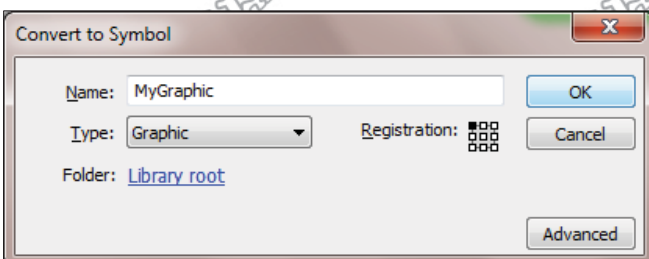 Convert to Symbol
Name: MyGraphic OK
Type: Graphic Registration: Cancel
Folder: Library root
Advanced